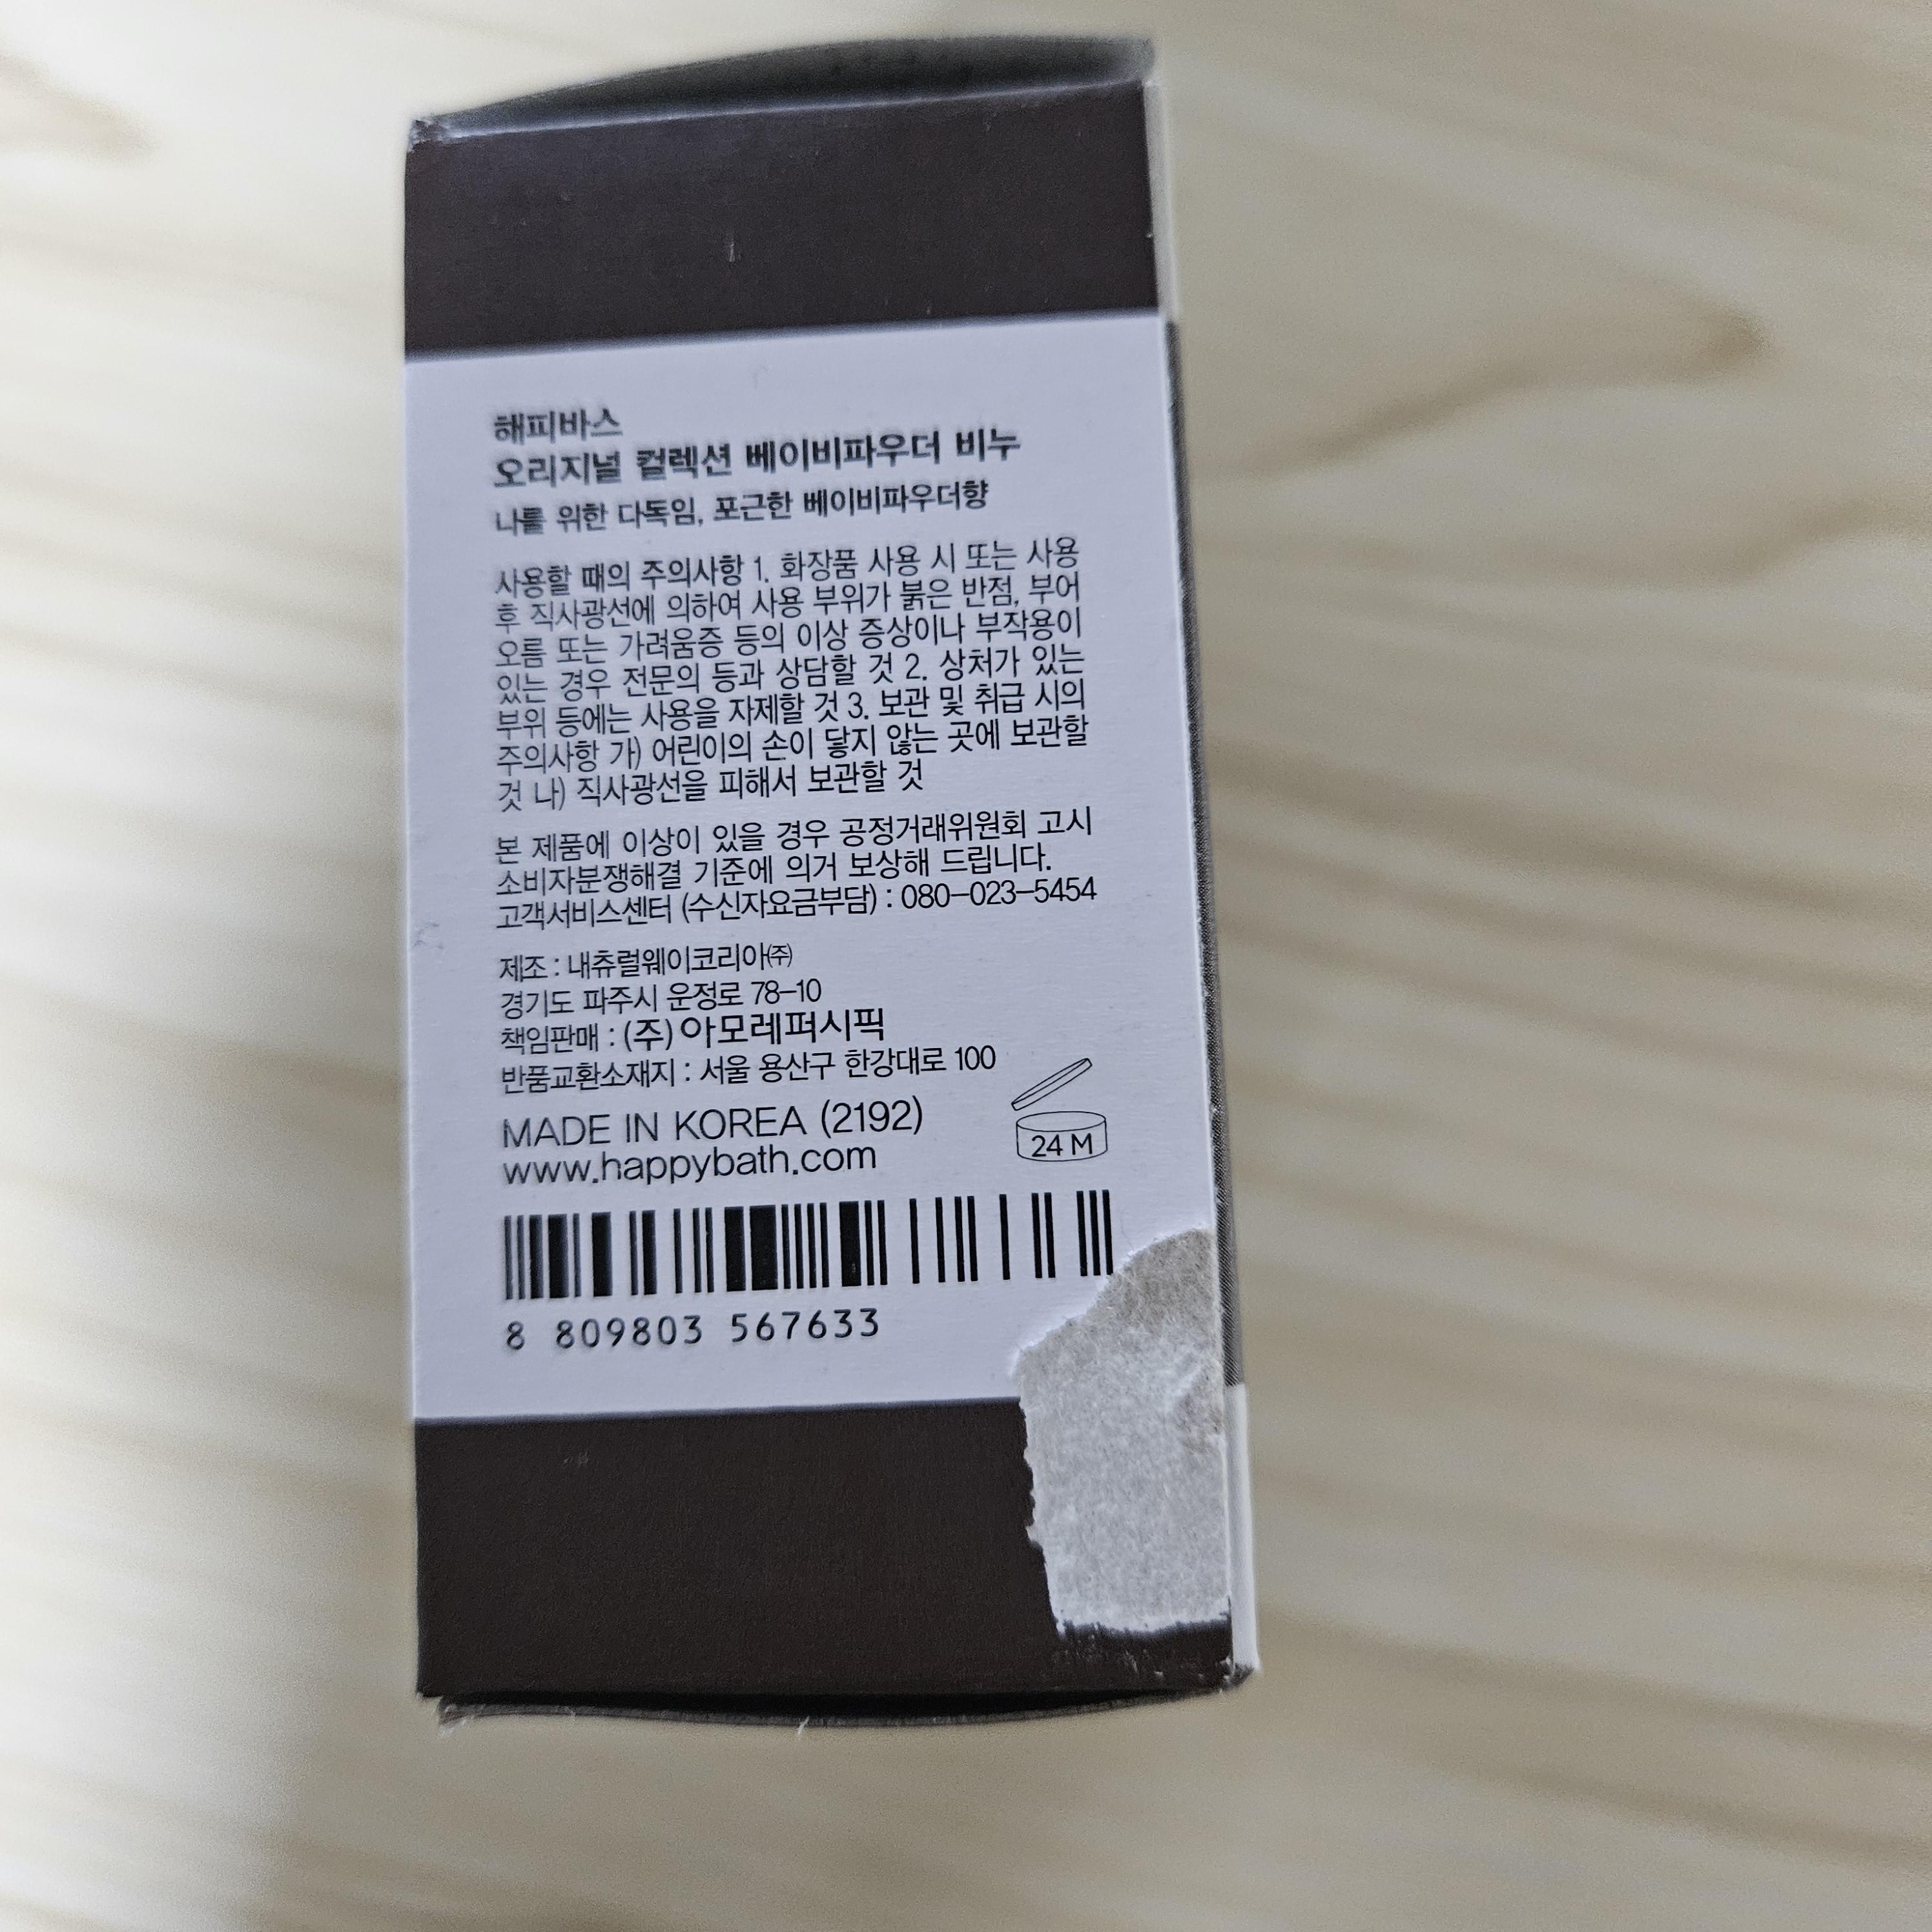 해피바스
오리지널 컬렉션 베이비파우더 비누
나를 위한 다독임, 포근한 베이비파우더향
사용할 때의 주의사항 1. 화장품 사용 시 또는 사용
후 직사광선에 의하여 사용 부위가 붉은 반점, 부어
오름 또는 가려움증 등의 이상 증상이나 부작용이
있는 경우 전문의 등과 상담할 것 2. 상처가 있는
부위 등에는 사용을 자제할 것 3. 보관 및 취급 시의
주의사항 가) 어린이의 손이 닿지 않는 곳에 보관할
것 나) 직사광선을 피해서 보관할 것
본 제품에 이상이 있을 경우 공정거래위원회 고시
소비자분쟁해결 기준에 의거 보상해 드립니다.
고객서비스센터 (수신자요금부담) : 080-023-5454
제조 : 내츄럴웨이코리아㈜
경기도 파주시 운정로 78-10
책임판매 : (주)아모레퍼시픽
반품교환소재지 : 서울 용산구 한강대로 100
MADE IN KOREA (2192)
www.happybath.com
24 M
8 809803 567633